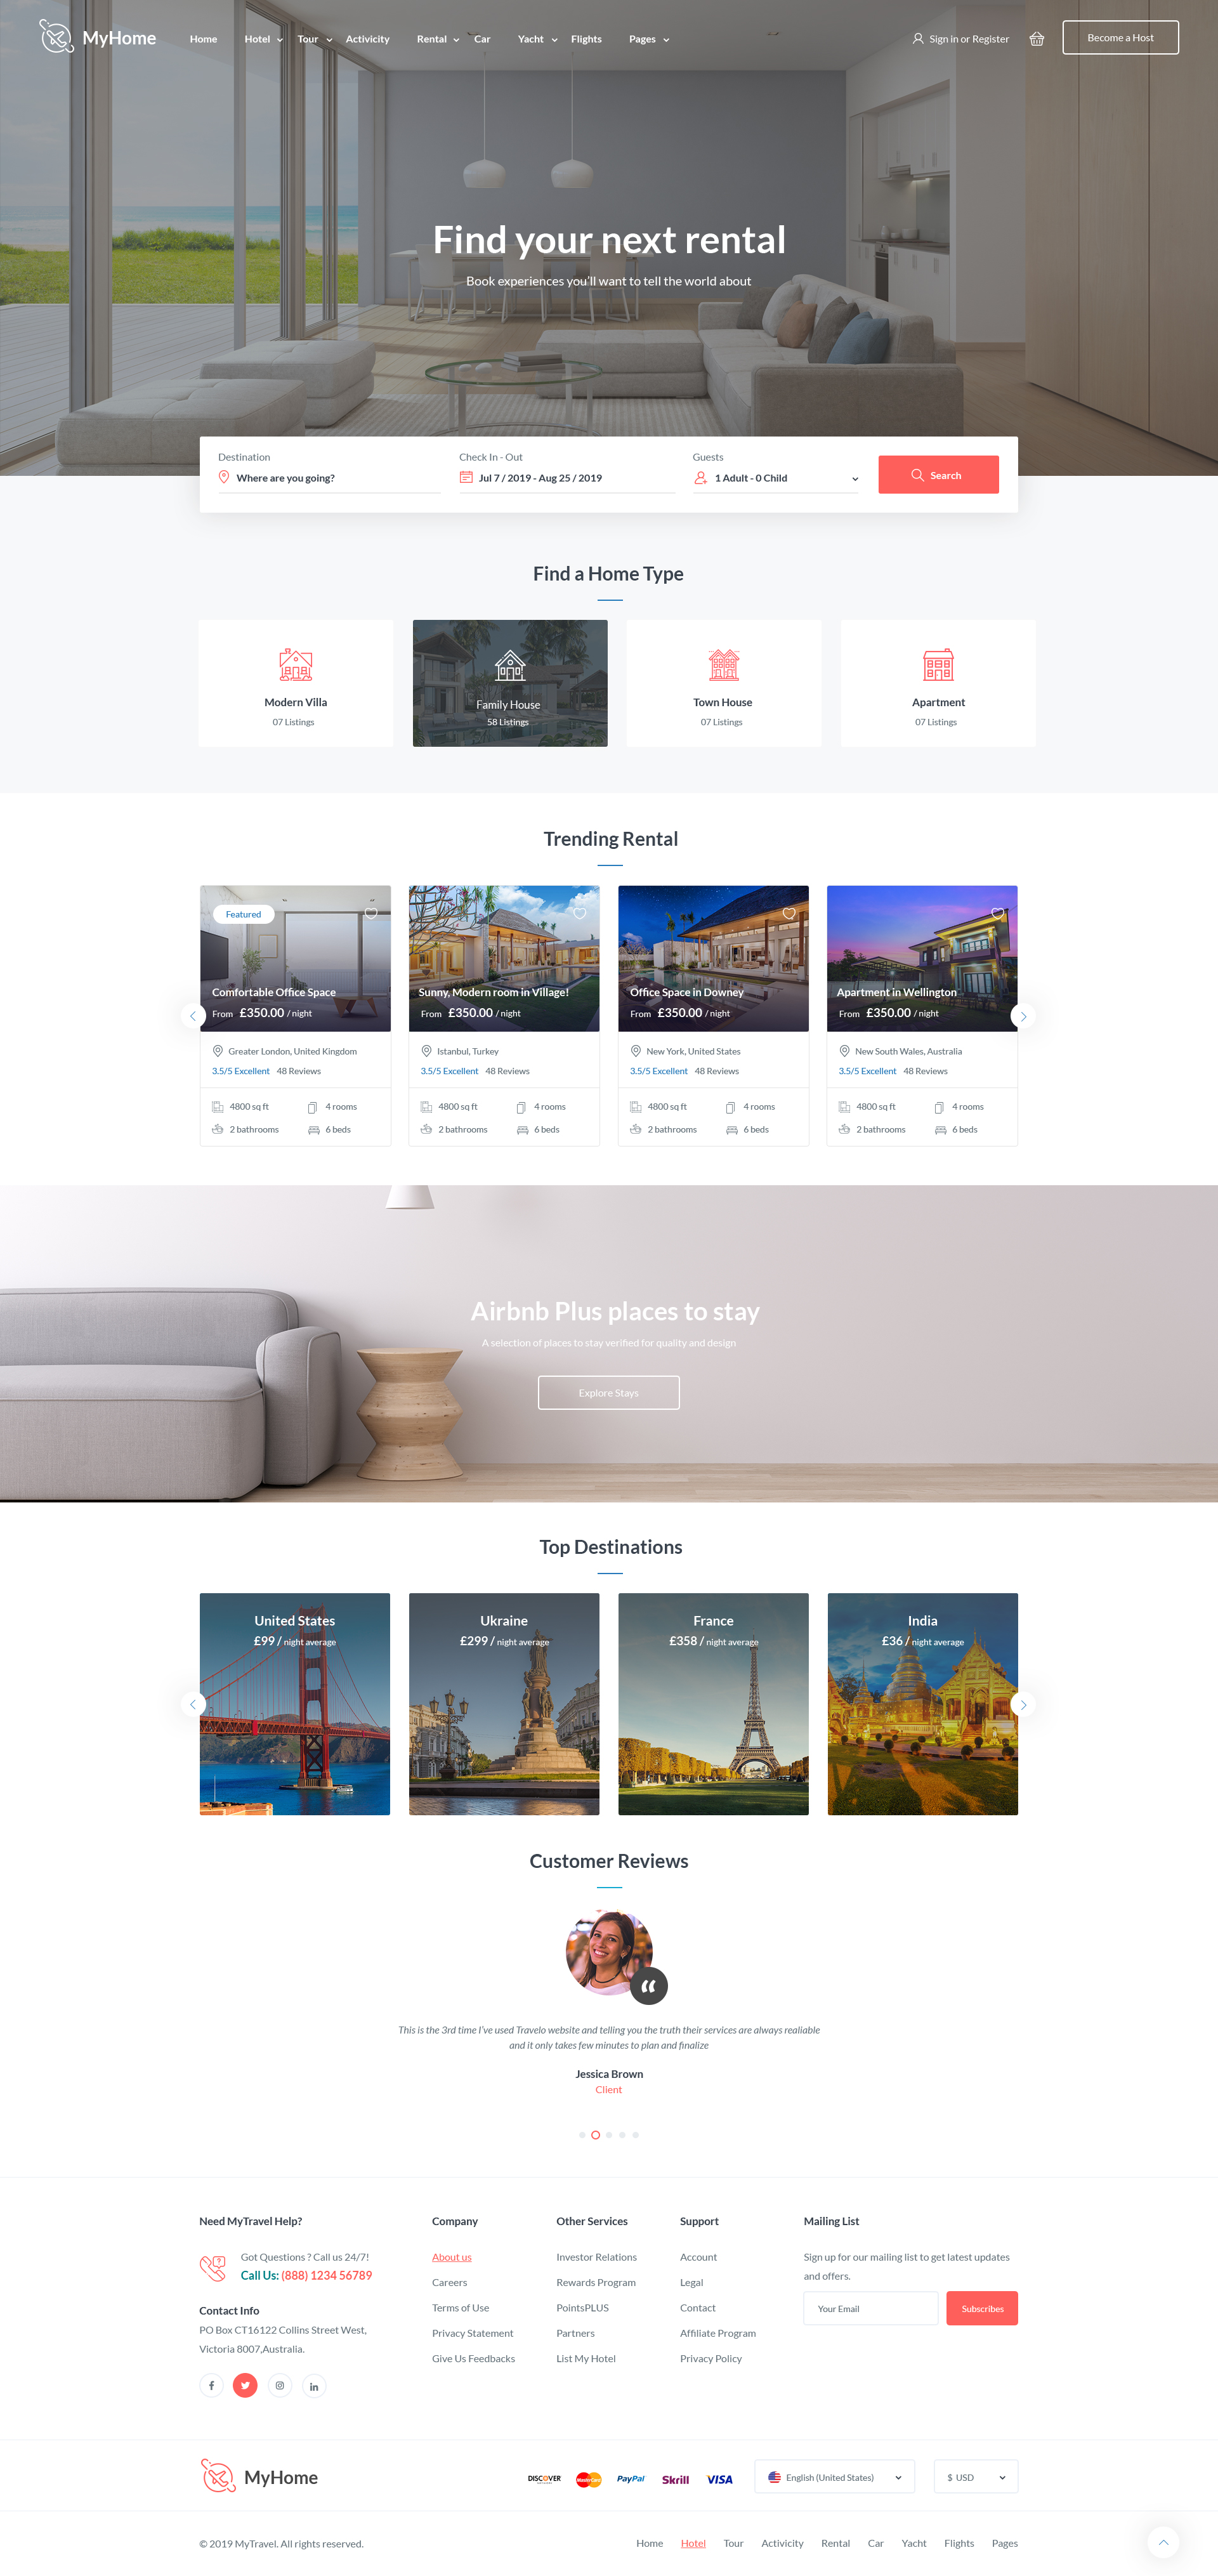 MyHome
Home Hotel Tour Activicity Rental Car Yacht Flights Pages
Sign in or Register
Become a Host
Find your next rental
Book experiences you'll want to tell the world about
Destination
Where are you going?
Check In - Out
Jul 7 / 2019 - Aug 25 / 2019
Guests
1 Adult - 0 Child
Search
Find a Home Type
Modern Villa
07 Listings
Family House
58 Listings
Town House
07 Listings
Apartment
07 Listings
Trending Rental
Featured
Comfortable Office Space
From £350.00 / night
Greater London, United Kingdom
3.5/5 Excellent 48 Reviews
4800 sq ft 4 rooms
2 bathrooms 6 beds
Sunny, Modern room in Village!
From £350.00 / night
Istanbul, Turkey
3.5/5 Excellent 48 Reviews
4800 sq ft 4 rooms
2 bathrooms 6 beds
Office Space in Downey
From £350.00 / night
New York, United States
3.5/5 Excellent 48 Reviews
4800 sq ft 4 rooms
2 bathrooms 6 beds
Apartment in Wellington
From £350.00 / night
New South Wales, Australia
3.5/5 Excellent 48 Reviews
4800 sq ft 4 rooms
2 bathrooms 6 beds
Airbnb Plus places to stay
A selection of places to stay verified for quality and design
Explore Stays
Top Destinations
United States
£99 / night average
Ukraine
£299 / night average
France
£358 / night average
India
£36 / night average
Customer Reviews
“
This is the 3rd time I've used Travelo website and telling you the truth their services are always realiable
and it only takes few minutes to plan and finalize
Jessica Brown
Client
Need MyTravel Help?
Got Questions ? Call us 24/7!
Call Us: (888) 1234 56789
Contact Info
PO Box CT16122 Collins Street West,
Victoria 8007,Australia.
Company
About us
Careers
Terms of Use
Privacy Statement
Give Us Feedbacks
Other Services
Investor Relations
Rewards Program
PointsPLUS
Partners
List My Hotel
Support
Account
Legal
Contact
Affiliate Program
Privacy Policy
Mailing List
Sign up for our mailing list to get latest updates
and offers.
Your Email
Subscribes
MyHome
DISCOVER
MasterCard
PayPal
Skrill
VISA
English (United States)
$ USD
© 2019 MyTravel. All rights reserved.
Home Hotel Tour Activicity Rental Car Yacht Flights Pages